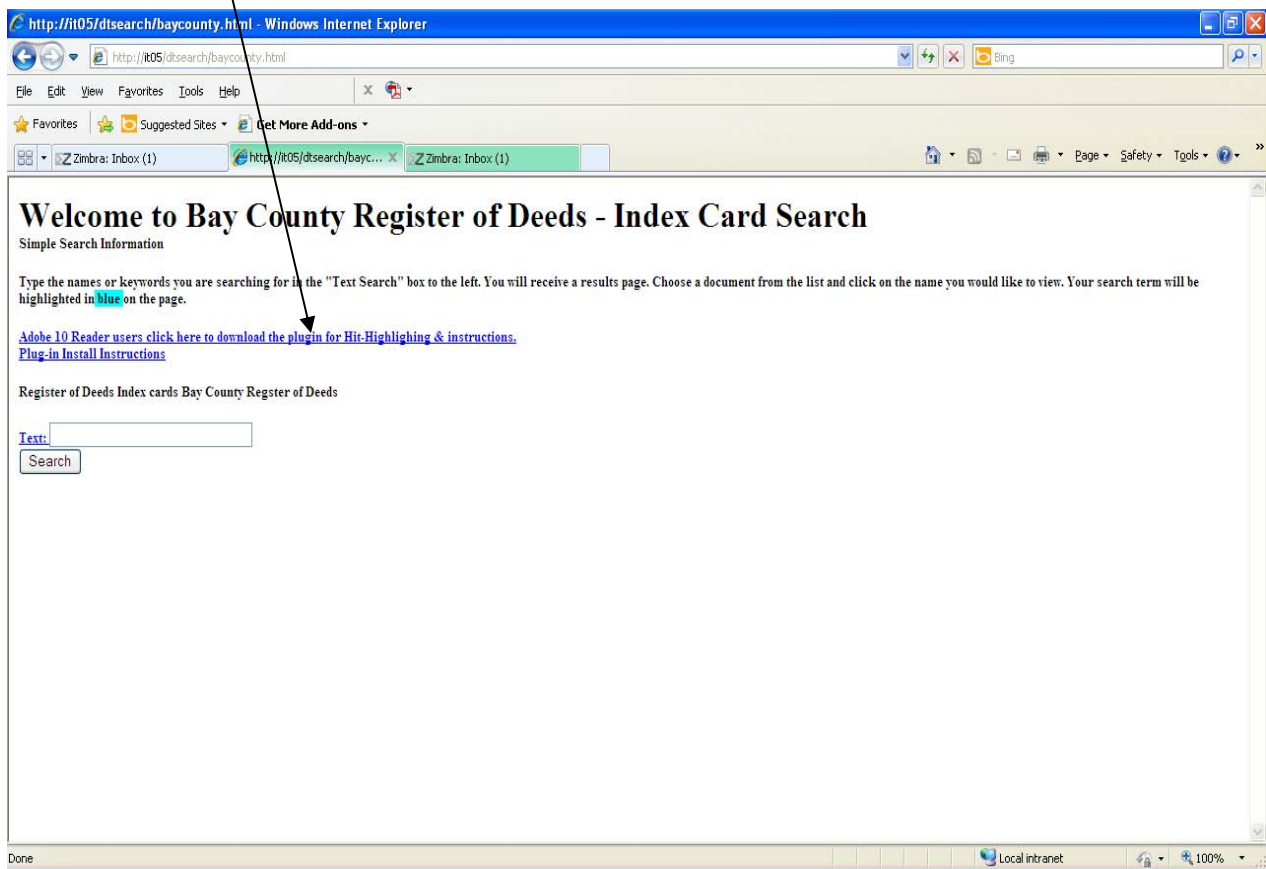 http://it05/dtsearch/baycounty.html - Windows Internet Explorer
http://it05/dtsearch/baycounty.html
Bing
File Edit View Favorites Tools Help
Favorites Suggested Sites Get More Add-ons
Zimbra: Inbox (1) http://it05/dtsearch/bayc... Zimbra: Inbox (1) Page Safety Tools
Welcome to Bay County Register of Deeds - Index Card Search
Simple Search Information
Type the names or keywords you are searching for in the "Text Search" box to the left. You will receive a results page. Choose a document from the list and click on the name you would like to view. Your search term will be
highlighted in blue on the page.
Adobe 10 Reader users click here to download the plugin for Hit-Highlighing & instructions.
Plug-in Install Instructions
Register of Deeds Index cards Bay County Regster of Deeds
Text:
Search
Done Local intranet 100%